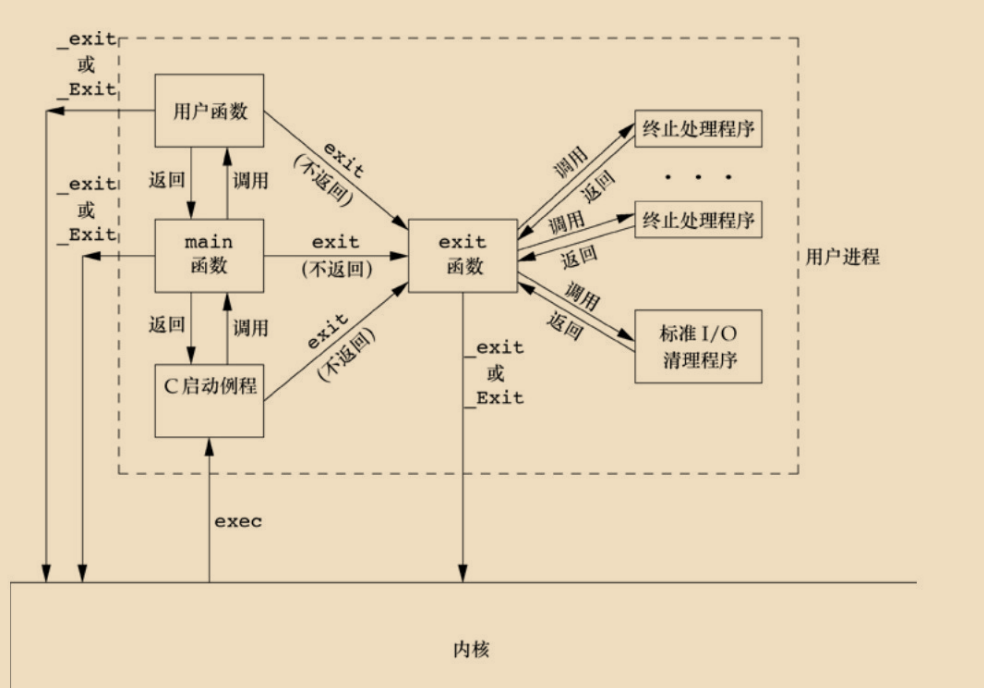 _exit
或
_Exit
用户函数
终止处理程序
exit
(不返回)
调用
返回
. . .
返回
调用
_exit
或
_Exit
终止处理程序
调用
返回
main
函数
exit
(不返回)
exit
函数
用户进程
调用
返回
返回
调用
exit
(不返回)
标准 I/O
清理程序
_exit
或
_Exit
C启动例程
exec
内核